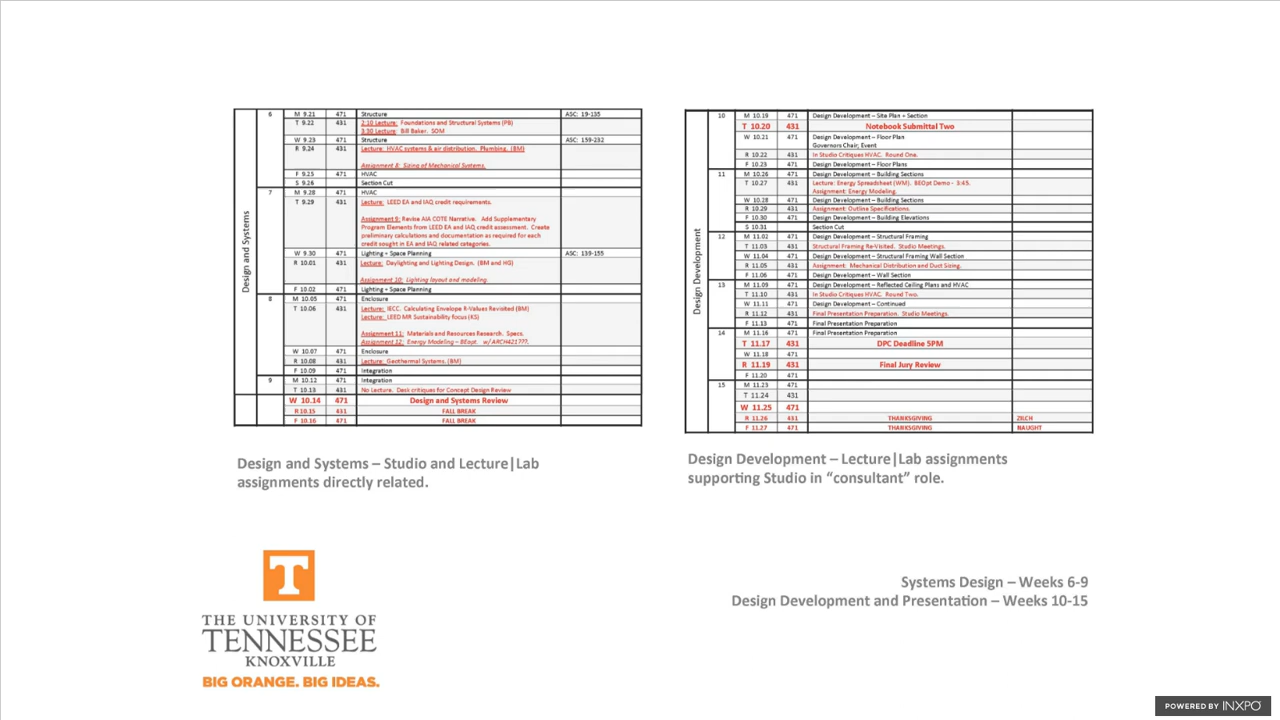 Design and Systems
6 M 9.21 471 Structure ASC: 19-135
T 9.22 431 2:10 Lecture: Foundations and Structural Systems (PB)
3:30 Lecture Bill Baker. SOM
W 9.23 471 Structure ASC: 159-232
R 9.24 431 Lecture: HVAC systems & air distribution. Plumbing. (BM)
Assignment 8: Sizing of Mechanical Systems.
F 9.25 471 HVAC
S 9.26 Section Cut
7 M 9.28 471 HVAC
T 9.29 431 Lecture: LEED EA and IAQ credit requirements.
Assignment 9: Revise AIA COTE Narrative. Add Supplementary
Program Elements from LEED EA and IAQ credit assessment. Create
preliminary calculations and documentation as required for each
credit sought in EA and IAQ related categories.
W 9.30 471 Lighting + Space Planning ASC: 139-155
R 10.01 431 Lecture: Daylighting and Lighting Design. (BM and HG)
Assignment 10: Lighting layout and modeling.
F 10.02 471 Lighting + Space Planning
8 M 10.05 471 Enclosure
T 10.06 431 Lecture: IECC. Calculating Envelope R-Values Revisited (BM)
Lecture: LEED MR Sustainability focus (KS)
Assignment 11: Materials and Resources Research. Specs.
Assignment 12: Energy Modeling – BEopt. w/ ARCH421???.
W 10.07 471 Enclosure
R 10.08 431 Lecture: Geothermal Systems. (BM)
F 10.09 471 Integration
9 M 10.12 471 Integration
T 10.13 431 No Lecture. Desk critiques for Concept Design Review
W 10.14 471 Design and Systems Review
R 10.15 431 FALL BREAK
F 10.16 471 FALL BREAK
Design and Systems – Studio and Lecture|Lab
assignments directly related.
Design Development
10 M 10.19 471 Design Development – Site Plan + Section
T 10.20 431 Notebook Submittal Two
W 10.21 471 Design Development – Floor Plan
Governors Chair, Event
R 10.22 431 In Studio Critiques HVAC. Round One.
F 10.23 471 Design Development – Floor Plans
11 M 10.26 471 Design Development – Building Sections
T 10.27 431 Lecture: Energy Spreadsheet (WM). BEOpt Demo - 3:45.
Assignment: Energy Modeling.
W 10.28 471 Design Development – Building Sections
R 10.29 431 Assignment: Outline Specifications.
F 10.30 471 Design Development – Building Elevations
S 10.31 Section Cut
12 M 11.02 471 Design Development – Structural Framing
T 11.03 431 Structural Framing Re-Visited. Studio Meetings.
W 11.04 471 Design Development – Structural Framing Wall Section
R 11.05 431 Assignment: Mechanical Distribution and Duct Sizing.
F 11.06 471 Design Development – Wall Section
13 M 11.09 471 Design Development – Reflected Ceiling Plans and HVAC
T 11.10 431 In Studio Critiques HVAC. Round Two.
W 11.11 471 Design Development – Continued
R 11.12 431 Final Presentation Preparation. Studio Meetings.
F 11.13 471 Final Presentation Preparation
14 M 11.16 471 Final Presentation Preparation
T 11.17 431 DPC Deadline 5PM
W 11.18 471
R 11.19 431 Final Jury Review
F 11.20 471
15 M 11.23 471
T 11.24 431
W 11.25 471
R 11.26 431 THANKSGIVING ZILCH
F 11.27 471 THANKSGIVING NAUGHT
Design Development – Lecture|Lab assignments
supporting Studio in “consultant” role.
T
THE UNIVERSITY OF
TENNESSEE
KNOXVILLE
BIG ORANGE. BIG IDEAS.
Systems Design – Weeks 6-9
Design Development and Presentation – Weeks 10-15
POWERED BY INXPO